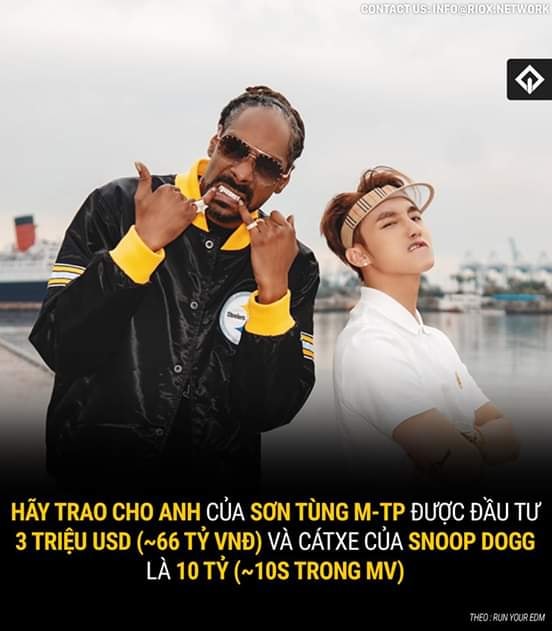 CONTACT US-INFO@RIOX.NETWORK
Steelers
HÃY TRAO CHO ANH CỦA SƠN TÙNG M-TP ĐƯỢC ĐẦU TƯ
3 TRIỆU USD (~66 TỶ VNĐ) VÀ CÁTXE CỦA SNOOP DOGG
LÀ 10 TỶ (~10S TRONG MV)
THEO : RUN YOUR EDM